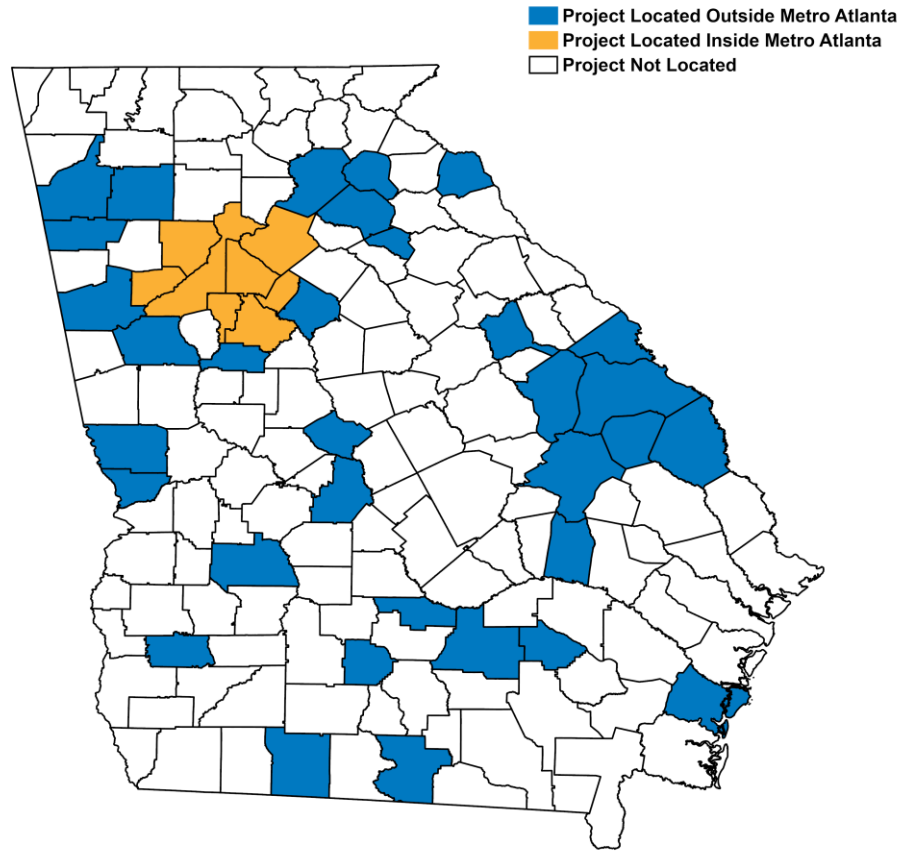 Project Located Outside Metro Atlanta
Project Located Inside Metro Atlanta
Project Not Located